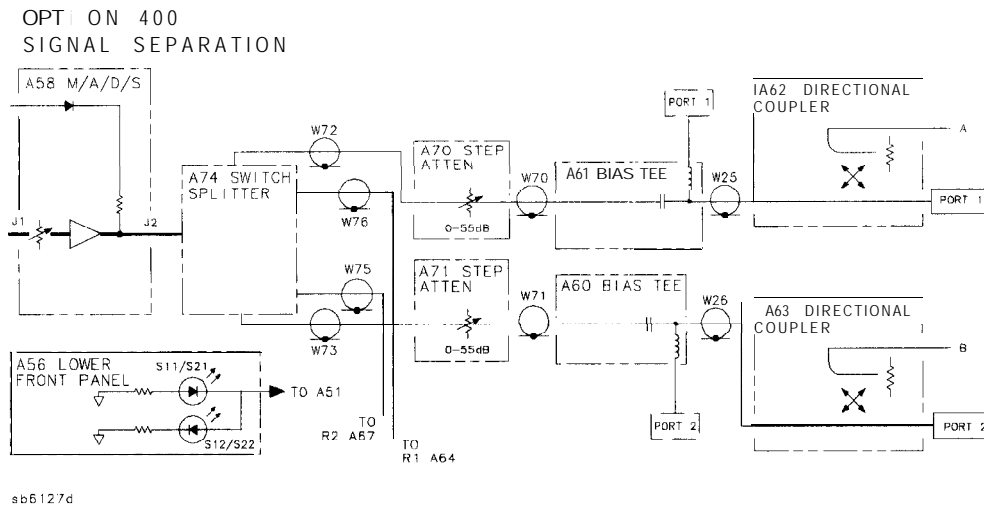 OPTi ON 400
SIGNAL SEPARATION
A58 M/A/D/S
J1
J2
A74 SWITCH
SPLITTER
W72
W76
W75
W73
A70 STEP
ATTEN
0-55dB
W70
A61 BIAS TEE
PORT 1
W25
IA62 DIRECTIONAL
COUPLER
A
PORT 1
A71 STEP
ATTEN
0-55dB
W71
A60 BIAS TEE
W26
PORT 2
A63 DIRECTIONAL
COUPLER
B
PORT 2
A56 LOWER
FRONT PANEL
S11/S21
S12/S22
TO A51
TO
R2 A67
TO
R1 A64
sb6127d